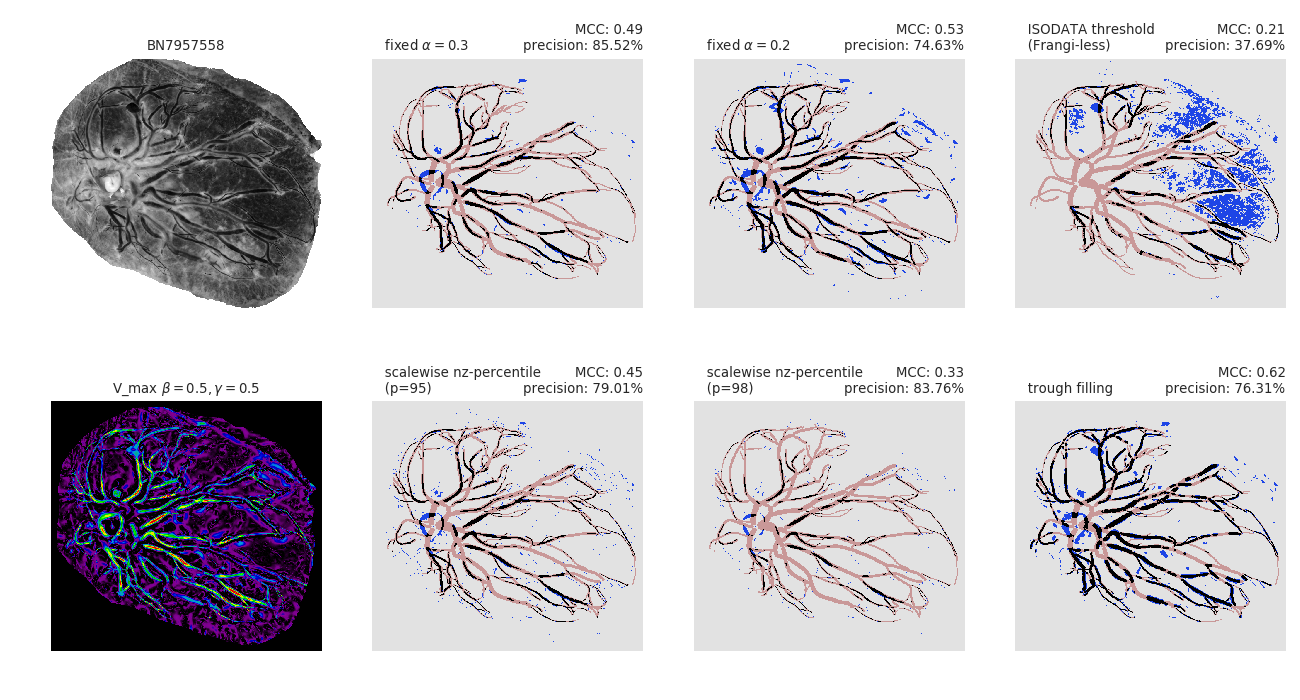 BN7957558
fixed α = 0.3
MCC: 0.49
precision: 85.52%
fixed α = 0.2
MCC: 0.53
precision: 74.63%
ISODATA threshold
(Frangi-less)
MCC: 0.21
precision: 37.69%
V_max β = 0.5, γ = 0.5
scalewise nz-percentile
(p=95)
MCC: 0.45
precision: 79.01%
scalewise nz-percentile
(p=98)
MCC: 0.33
precision: 83.76%
trough filling
MCC: 0.62
precision: 76.31%